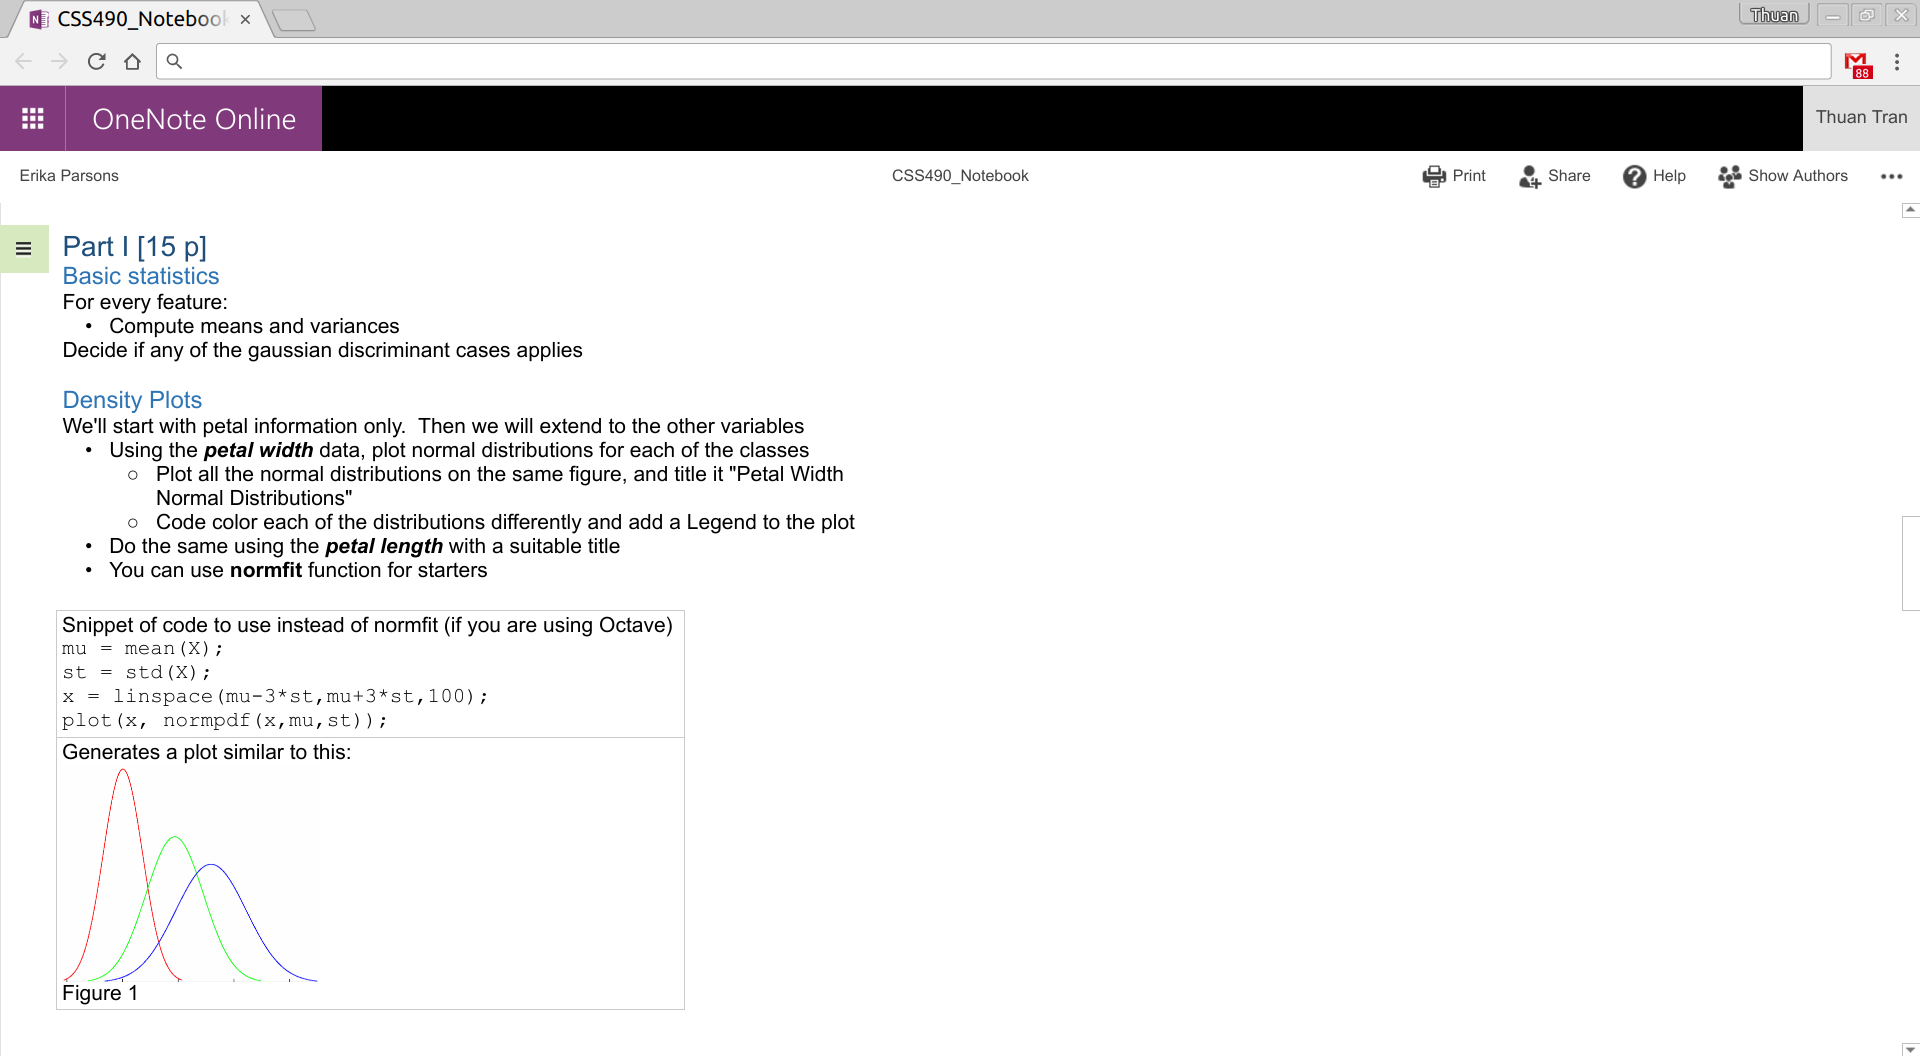 CSS490_Notebook
Thuan
88
OneNote Online
Thuan Tran
Erika Parsons
CSS490_Notebook
Print
Share
Help
Show Authors
Part I [15 p]
Basic statistics
For every feature:
• Compute means and variances
Decide if any of the gaussian discriminant cases applies
Density Plots
We'll start with petal information only.  Then we will extend to the other variables
• Using the petal width data, plot normal distributions for each of the classes
○ Plot all the normal distributions on the same figure, and title it "Petal Width
Normal Distributions"
○ Code color each of the distributions differently and add a Legend to the plot
• Do the same using the petal length with a suitable title
• You can use normfit function for starters
Snippet of code to use instead of normfit (if you are using Octave)
mu = mean(X);
st = std(X);
x = linspace(mu-3*st,mu+3*st,100);
plot(x, normpdf(x,mu,st));
Generates a plot similar to this:
Figure 1